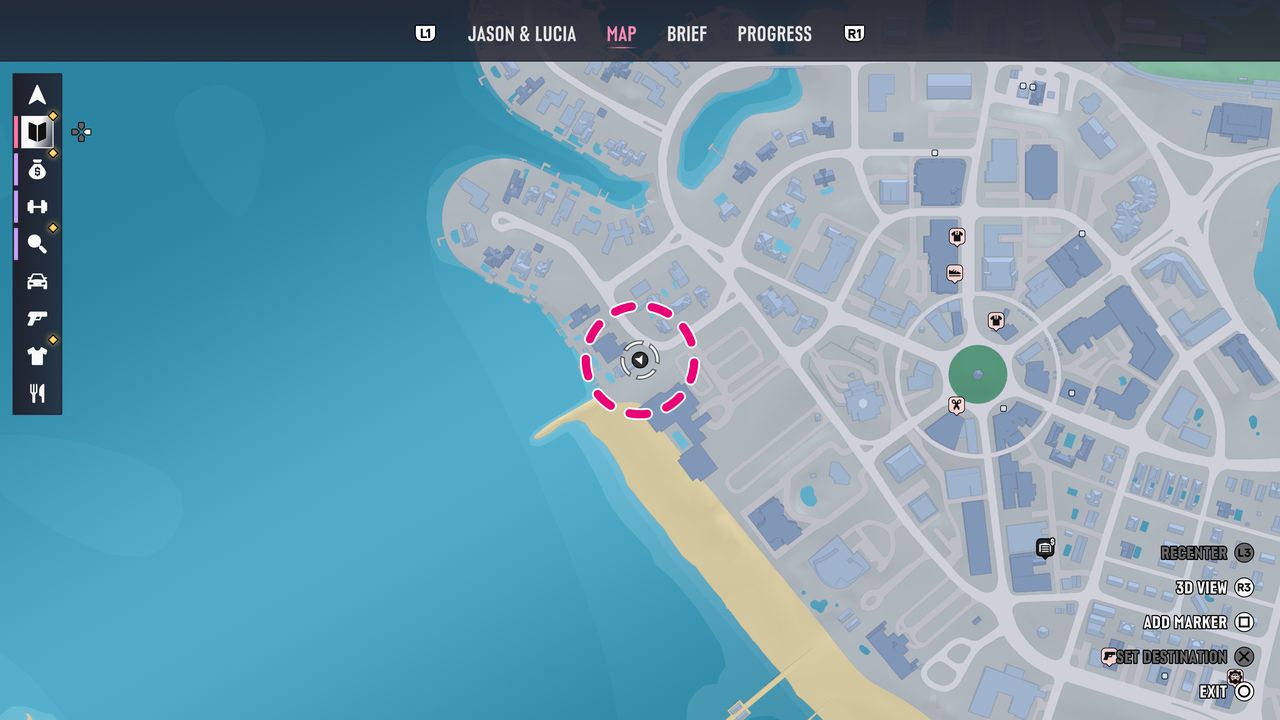 L1 JASON & LUCIA MAP BRIEF PROGRESS R1
RECENTER L3
3D VIEW R3
ADD MARKER
SET DESTINATION
EXIT